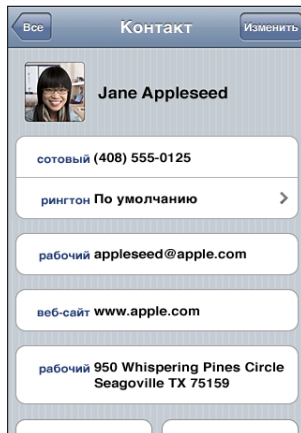 Все Контакт Изменить
Jane Appleseed
сотовый (408) 555-0125
рингтон По умолчанию
рабочий appleseed@apple.com
веб-сайт www.apple.com
рабочий 950 Whispering Pines Circle
Seagoville TX 75159